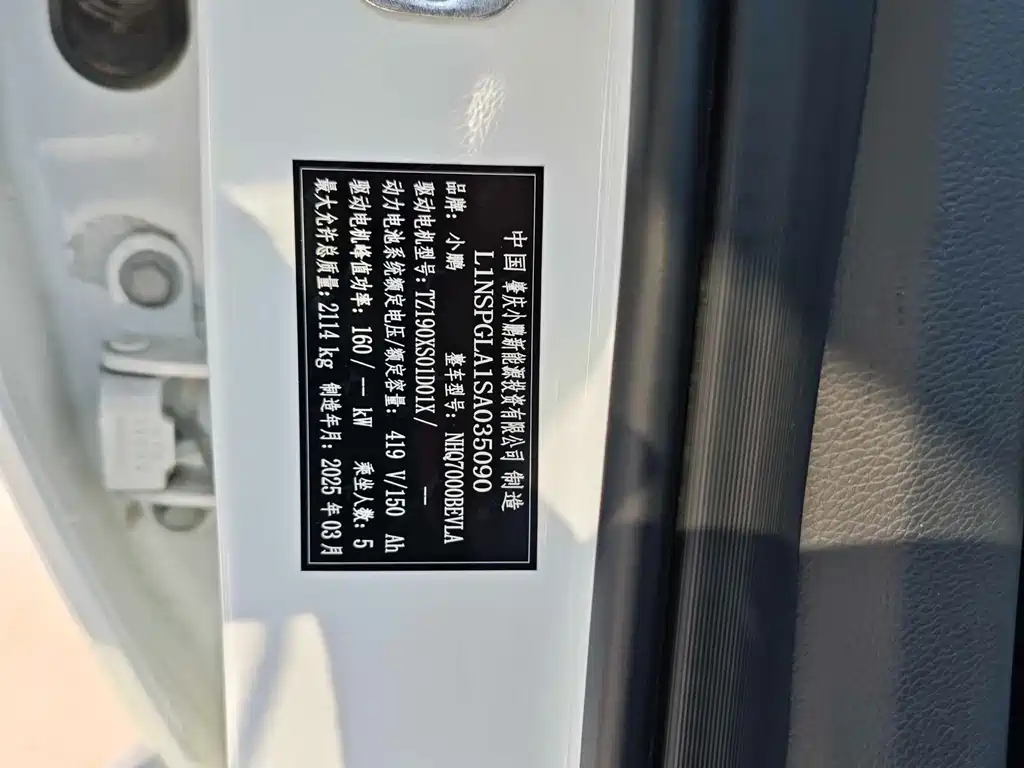 中国 肇庆小鹏新能源投资有限公司 制造
L1NSPGLA1SA035090
品牌：小鹏 整车型号：NHQ7000BEVLA
驱动电机型号：TZ190XS01D01X/ ——
动力电池系统额定电压/额定容量：419 V/150 Ah
驱动电机峰值功率：160/—— kW 乘坐人数：5
最大允许总质量：2114 kg 制造年月：2025 年 03 月